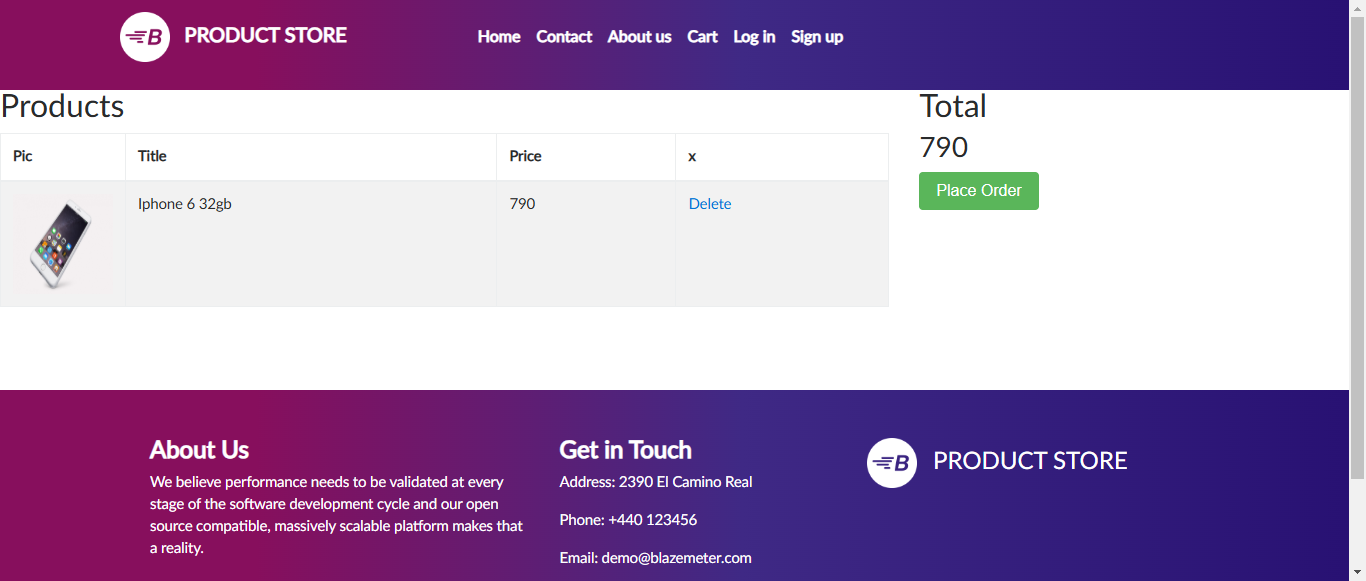 B PRODUCT STORE Home Contact About us Cart Log in Sign up
Products
Pic Title Price x
Iphone 6 32gb 790 Delete
Total
790
Place Order
About Us
We believe performance needs to be validated at every
stage of the software development cycle and our open
source compatible, massively scalable platform makes that
a reality.
Get in Touch
Address: 2390 El Camino Real
Phone: +440 123456
Email: demo@blazemeter.com
B PRODUCT STORE